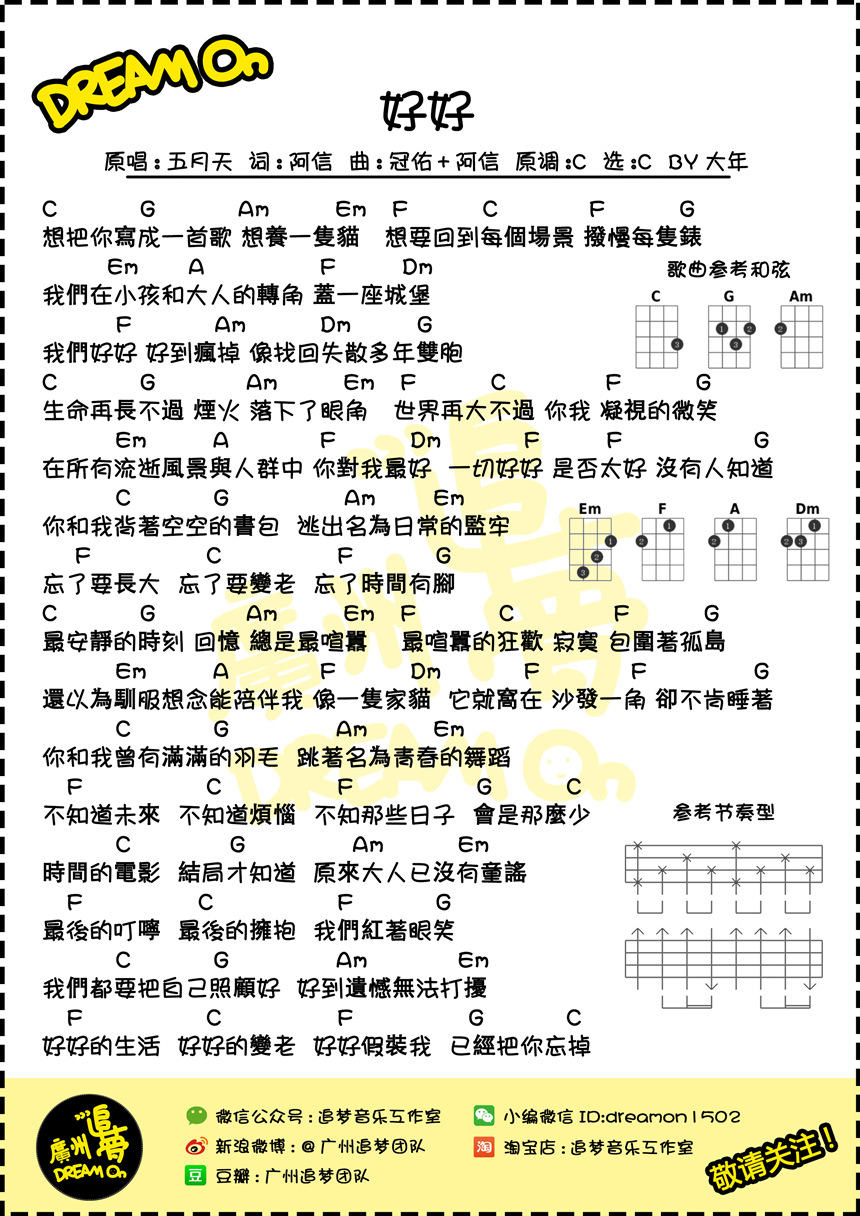 DREAM On
好好
原唱:五月天 词:阿信 曲:冠佑+阿信 原调:C 选:C BY 大年
C G Am Em F C F G
想把你寫成一首歌 想養一隻貓 想要回到每個場景 撥慢每隻錶
Em A F Dm
我們在小孩和大人的轉角 蓋一座城堡
歌曲参考和弦
C G Am
F Am Dm G
我們好好 好到瘋掉 像找回失散多年雙胞
C G Am Em F C F G
生命再長不過 煙火 落下了眼角 世界再大不過 你我 凝視的微笑
Em A F Dm F F G
在所有流逝風景與人群中 你對我最好 一切好好 是否太好 沒有人知道
C G Am Em
你和我背著空空的書包 逃出名為日常的監牢
Em F A Dm
F C F G
忘了要長大 忘了要變老 忘了時間有腳
C G Am Em F C F G
最安靜的時刻 回憶 總是最喧囂 最喧囂的狂歡 寂寞 包圍著孤島
Em A F Dm F F G
還以為馴服想念能陪伴我 像一隻家貓 它就窩在 沙發一角 卻不肯睡著
C G Am Em
你和我曾有滿滿的羽毛 跳著名為青春的舞蹈
F C F G C
不知道未來 不知道煩惱 不知那些日子 會是那麼少
参考节奏型
C G Am Em
時間的電影 結局才知道 原來大人已沒有童謠
F C F G
最後的叮嚀 最後的擁抱 我們紅著眼笑
C G Am Em
我們都要把自己照顧好 好到遺憾無法打擾
F C F G C
好好的生活 好好的變老 好好假裝我 已經把你忘掉
追梦
廣州
DREAM On
微信公众号:追梦音乐工作室
小编微信 ID:dreamon1502
新浪微博:@广州追梦团队
淘 淘宝店:追梦音乐工作室
豆 豆瓣:广州追梦团队
敬请关注!
追夢
廣州
DREAM On